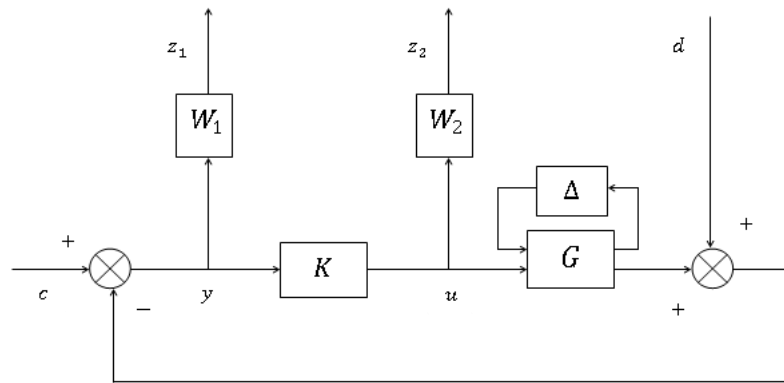 z₁
z₂
d
W₁
W₂
Δ
+
+
K
G
c
−
y
u
+